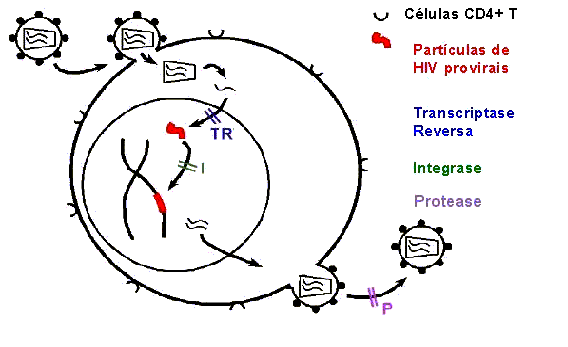 Células CD4+ T
Partículas de
HIV provirais
Transcriptase
Reversa
TR
Integrase
I
Protease
P